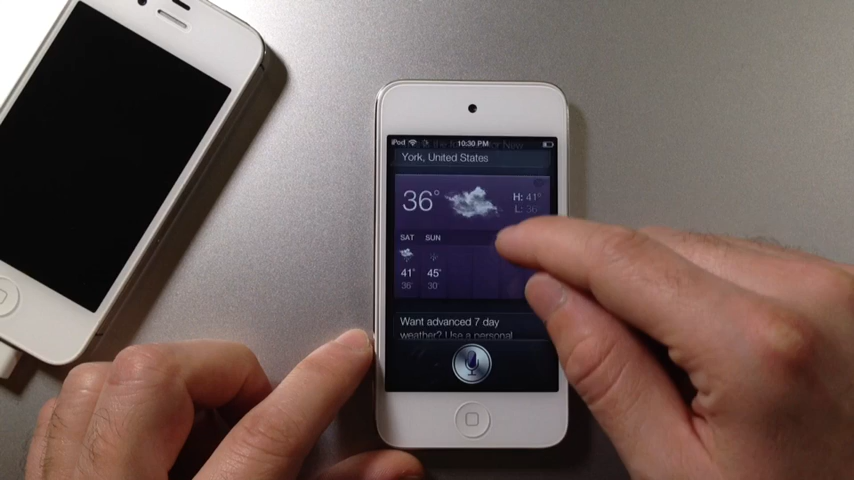 iPod 10:30 PM
York, United States
36°
H: 41°
L: 36°
SAT SUN
41° 45°
36° 30°
Want advanced 7 day
weather? Use a personal